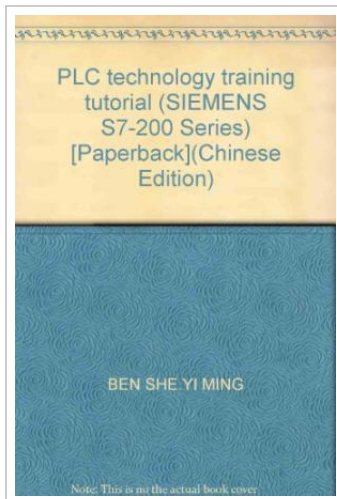 PLC technology training
tutorial (SIEMENS
S7-200 Series)
[Paperback](Chinese
Edition)
BEN SHE.YI MING
Note: This is no the actual book cover